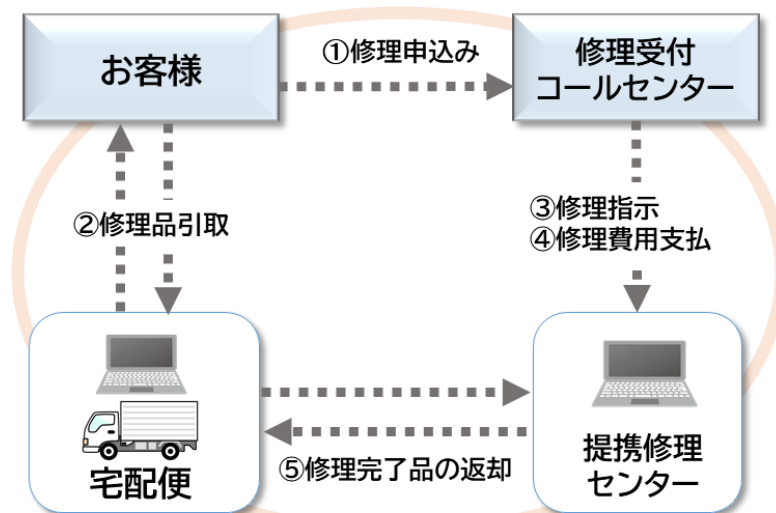 お客様
①修理申込み
修理受付
コールセンター
②修理品引取
③修理指示
④修理費用支払
宅配便
⑤修理完了品の返却
提携修理
センター